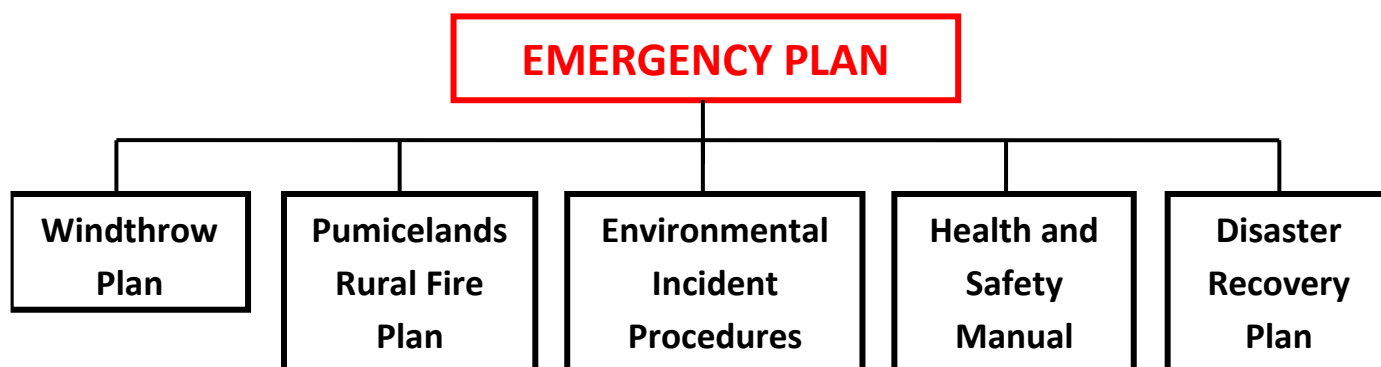 EMERGENCY PLAN
Windthrow
Plan
Pumicelands
Rural Fire
Plan
Environmental
Incident
Procedures
Health and
Safety
Manual
Disaster
Recovery
Plan